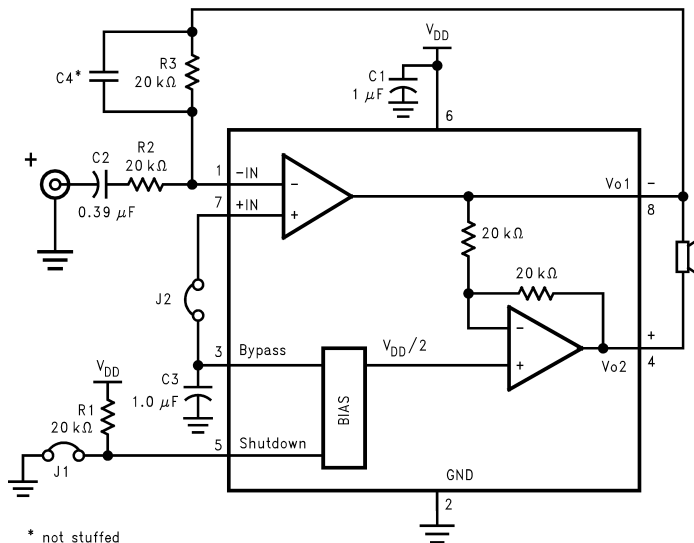 V_DD
R3
20 kΩ
C4*
C1
1 μF
6
+
C2
0.39 μF
R2
20 kΩ
1
-IN
7
+IN
-
+
Vo1
-
8
20 kΩ
20 kΩ
J2
-
+
+
4
Vo2
3
Bypass
V_DD/2
C3
1.0 μF
BIAS
V_DD
R1
20 kΩ
5
Shutdown
J1
GND
2
* not stuffed